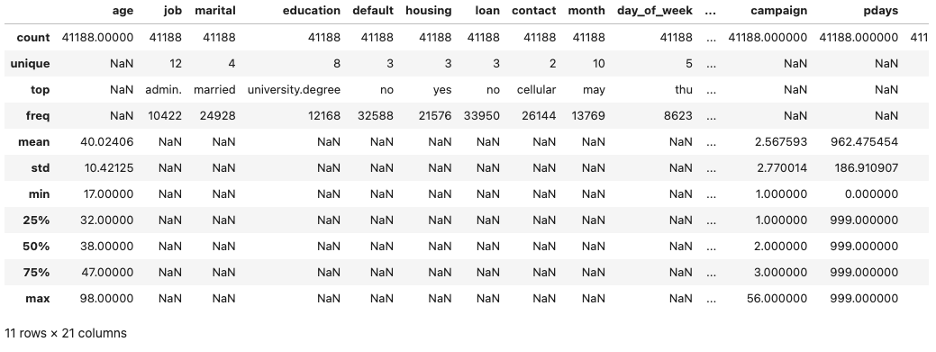 age job marital education default housing loan contact month day_of_week ... campaign pdays
count 41188.00000 41188 41188 41188 41188 41188 41188 41188 41188 41188 ... 41188.000000 41188.000000 411
unique NaN 12 4 8 3 3 3 2 10 5 ... NaN NaN
top NaN admin. married university.degree no yes no cellular may thu ... NaN NaN
freq NaN 10422 24928 12168 32588 21576 33950 26144 13769 8623 ... NaN NaN
mean 40.02406 NaN NaN NaN NaN NaN NaN NaN NaN NaN ... 2.567593 962.475454
std 10.42125 NaN NaN NaN NaN NaN NaN NaN NaN NaN ... 2.770014 186.910907
min 17.00000 NaN NaN NaN NaN NaN NaN NaN NaN NaN ... 1.000000 0.000000
25% 32.00000 NaN NaN NaN NaN NaN NaN NaN NaN NaN ... 1.000000 999.000000
50% 38.00000 NaN NaN NaN NaN NaN NaN NaN NaN NaN ... 2.000000 999.000000
75% 47.00000 NaN NaN NaN NaN NaN NaN NaN NaN NaN ... 3.000000 999.000000
max 98.00000 NaN NaN NaN NaN NaN NaN NaN NaN NaN ... 56.000000 999.000000
11 rows × 21 columns